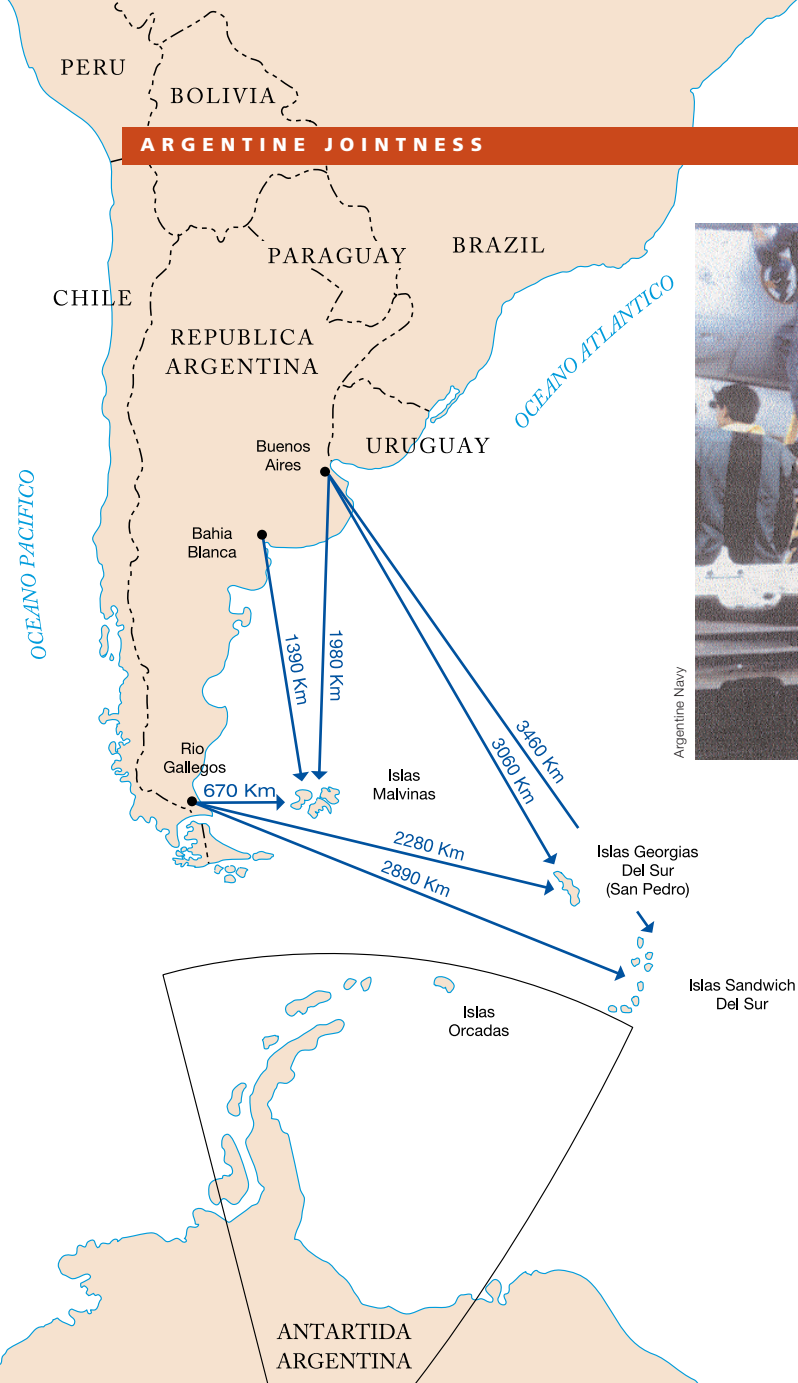 PERU
BOLIVIA
ARGENTINE JOINTNESS
PARAGUAY
BRAZIL
CHILE
REPUBLICA
ARGENTINA
OCEANO ATLANTICO
Buenos
Aires
URUGUAY
OCEANO PACIFICO
Bahia
Blanca
1390 Km
1980 Km
Argentine Navy
3460 Km
3060 Km
Rio
Gallegos
670 Km
Islas
Malvinas
2280 Km
2890 Km
Islas Georgias
Del Sur
(San Pedro)
Islas Sandwich
Del Sur
Islas
Orcadas
ANTARTIDA
ARGENTINA